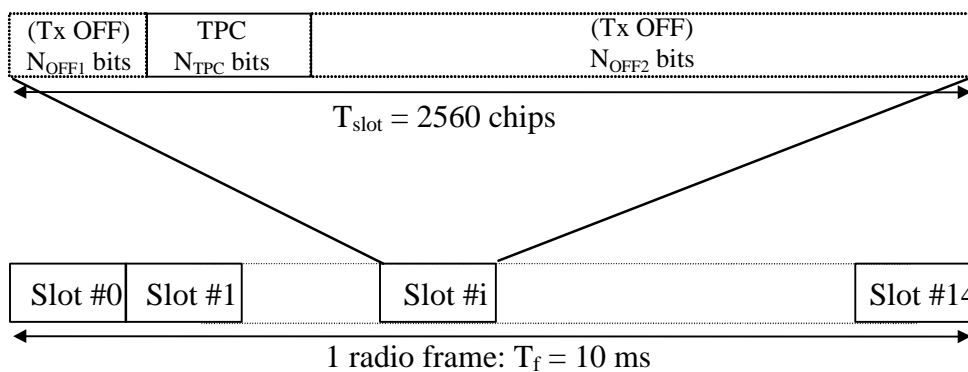 (Tx OFF)
N_OFF1 bits
TPC
N_TPC bits
(Tx OFF)
N_OFF2 bits
T_slot = 2560 chips
Slot #0
Slot #1
Slot #i
Slot #14
1 radio frame: T_f = 10 ms